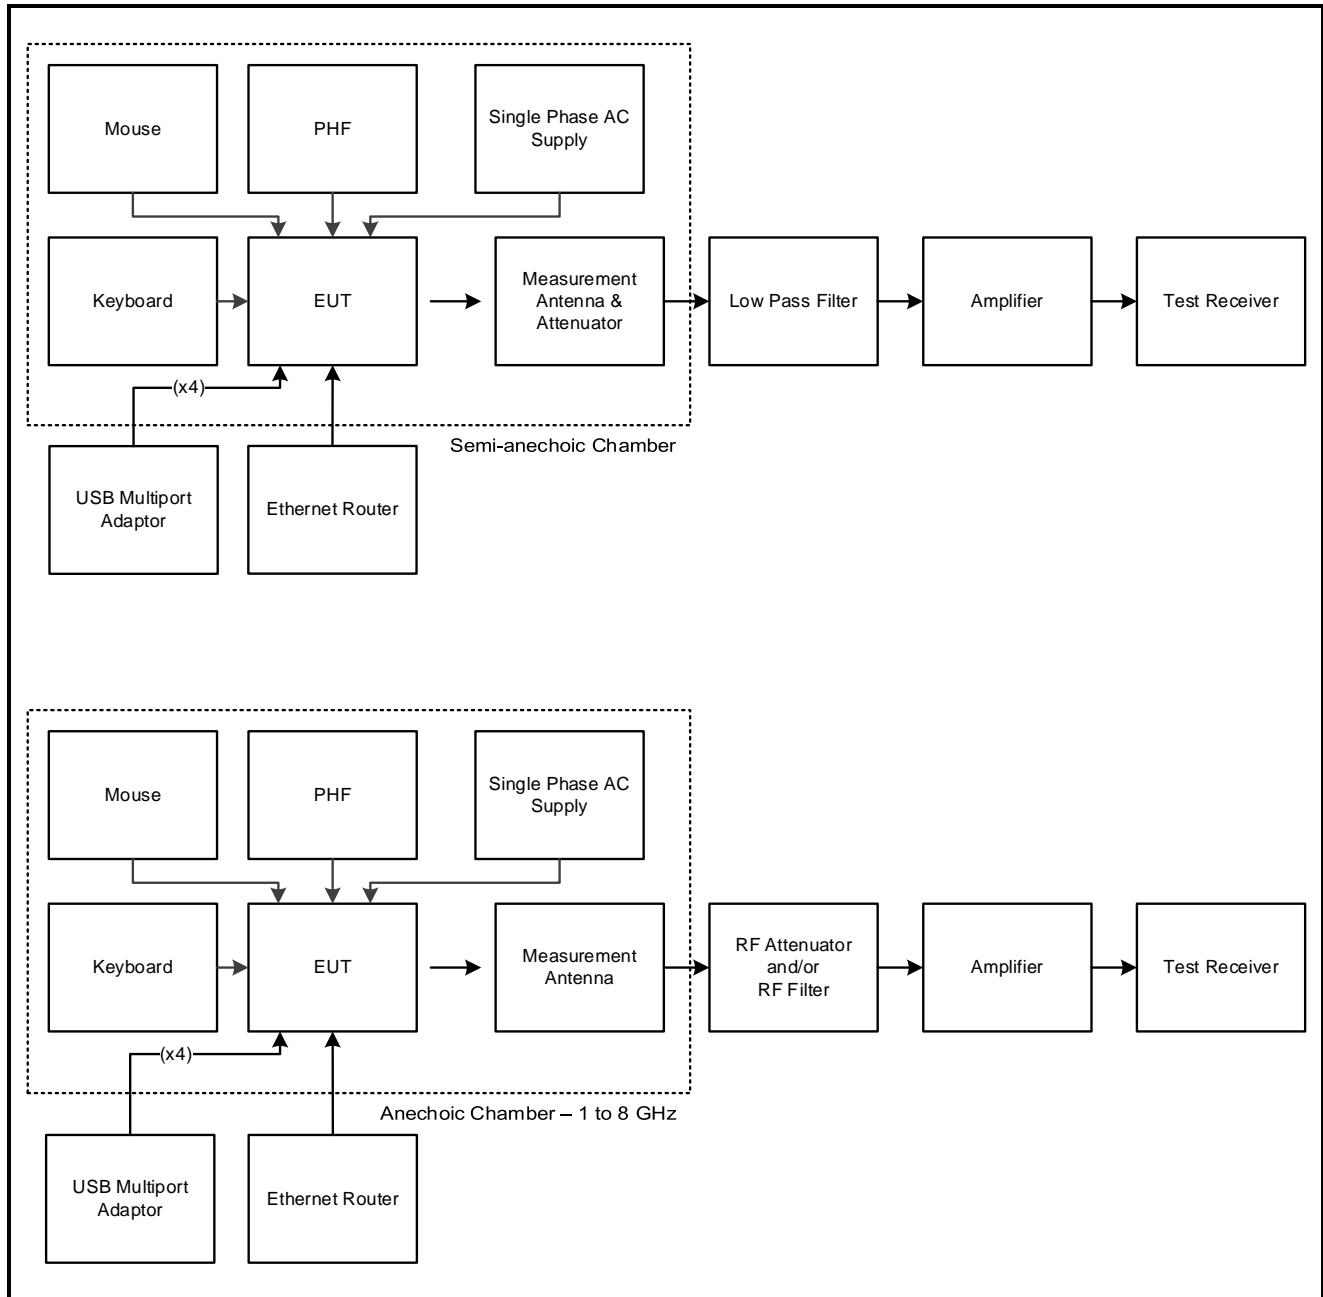 Mouse
PHF
Single Phase AC
Supply
Keyboard
EUT
Measurement
Antenna &
Attenuator
Low Pass Filter
Amplifier
Test Receiver
(x4)
Semi-anechoic Chamber
USB Multiport
Adaptor
Ethernet Router
Mouse
PHF
Single Phase AC
Supply
Keyboard
EUT
Measurement
Antenna
RF Attenuator
and/or
RF Filter
Amplifier
Test Receiver
(x4)
Anechoic Chamber – 1 to 8 GHz
USB Multiport
Adaptor
Ethernet Router